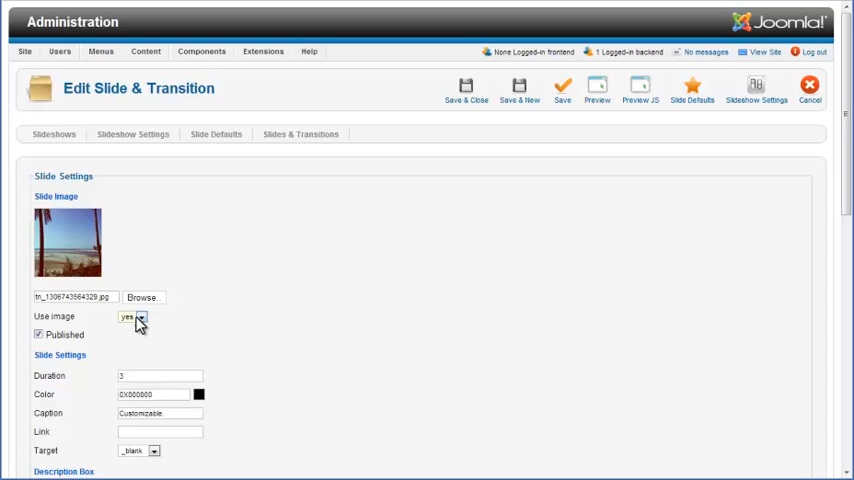 Administration
Joomla!
Site Users Menus Content Components Extensions Help
None Logged-in frontend 1 Logged-in backend No messages View Site Log out
Edit Slide & Transition
Save & Close Save & New Save Preview Preview JS Slide Defaults Slideshow Settings Cancel
Slideshows Slideshow Settings Slide Defaults Slides & Transitions
Slide Settings
Slide Image
tn_1306743564329.jpg Browse...
Use image yes
Published
Slide Settings
Duration 3
Color 0X000000
Caption Customizable
Link
Target _blank
Description Box